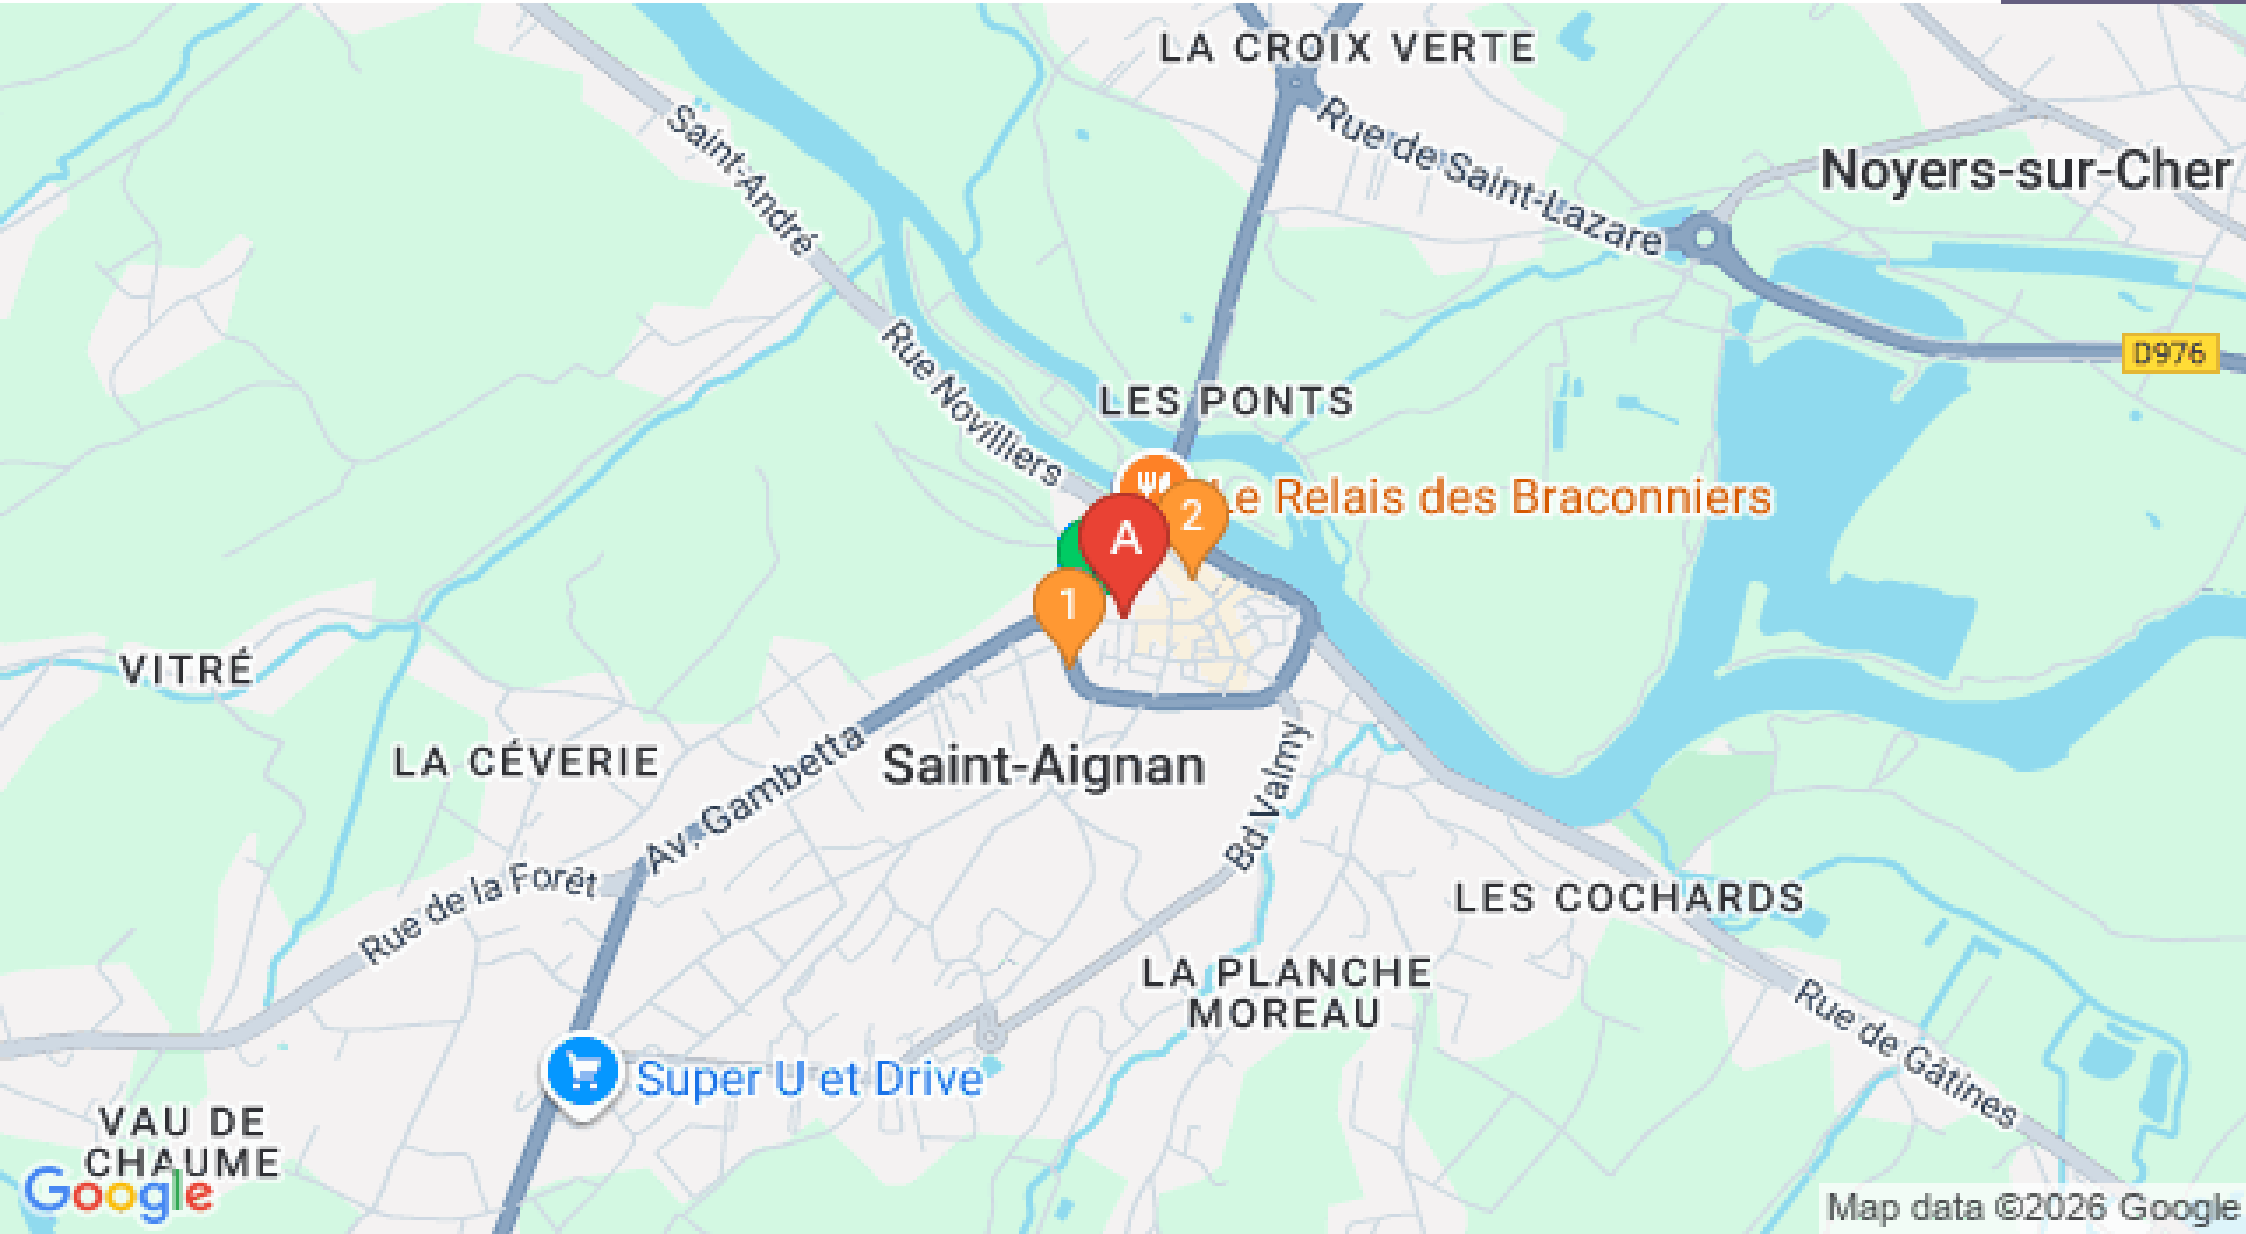 LA CROIX VERTE
Rue de Saint-Lazare
Noyers-sur-Cher
Saint-André
D976
Rue Novilliers
LES PONTS
Le Relais des Braconniers
2
A
1
VITRÉ
LA CÉVERIE
Av. Gambetta
Saint-Aignan
Bd Valmy
Rue de la Forêt
LES COCHARDS
LA PLANCHE
MOREAU
Rue de Gâtines
Super U et Drive
VAU DE
CHAUME
Google
Map data ©2026 Google